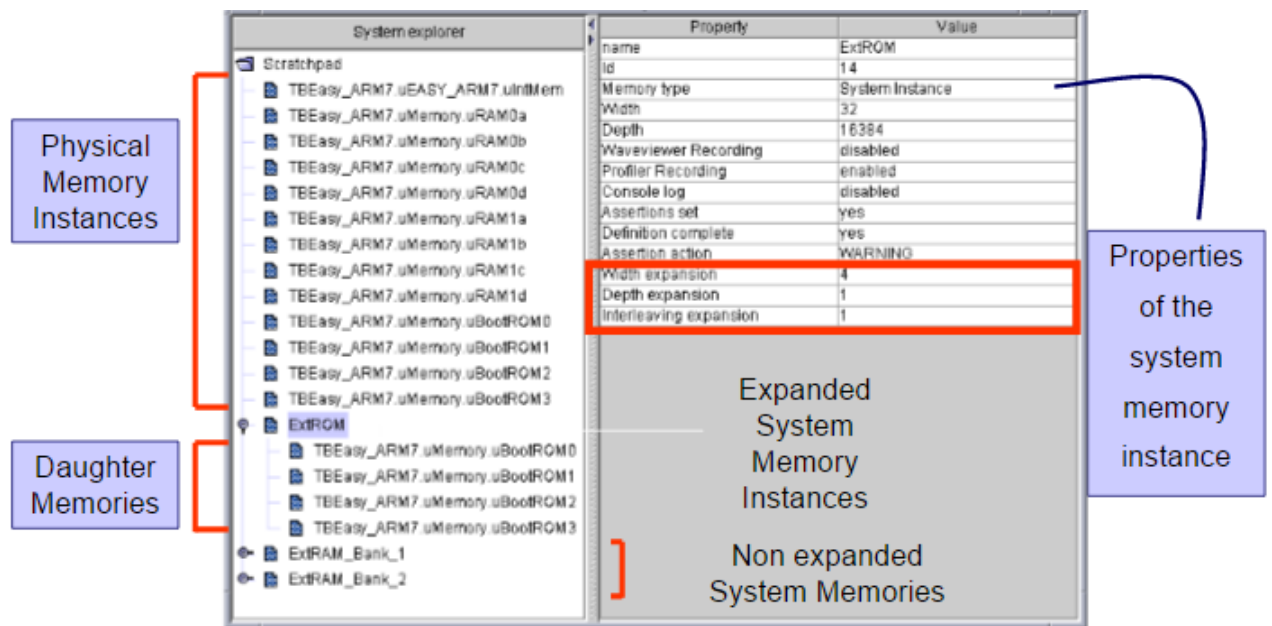 System explorer
Scratchpad
TBEasy_ARM7.uEASY_ARM7.uIntMem
TBEasy_ARM7.uMemory.uRAM0a
TBEasy_ARM7.uMemory.uRAM0b
TBEasy_ARM7.uMemory.uRAM0c
TBEasy_ARM7.uMemory.uRAM0d
TBEasy_ARM7.uMemory.uRAM1a
TBEasy_ARM7.uMemory.uRAM1b
TBEasy_ARM7.uMemory.uRAM1c
TBEasy_ARM7.uMemory.uRAM1d
TBEasy_ARM7.uMemory.uBootROM0
TBEasy_ARM7.uMemory.uBootROM1
TBEasy_ARM7.uMemory.uBootROM2
TBEasy_ARM7.uMemory.uBootROM3
ExtROM
TBEasy_ARM7.uMemory.uBootROM0
TBEasy_ARM7.uMemory.uBootROM1
TBEasy_ARM7.uMemory.uBootROM2
TBEasy_ARM7.uMemory.uBootROM3
ExtRAM_Bank_1
ExtRAM_Bank_2
Property Value
name ExtROM
Id 14
Memory type System Instance
Width 32
Depth 16384
Waveviewer Recording disabled
Profiler Recording enabled
Console log disabled
Assertions set yes
Definition complete yes
Assertion action WARNING
Width expansion 4
Depth expansion 1
Interleaving expansion 1
Physical
Memory
Instances
Daughter
Memories
Expanded
System
Memory
Instances
Non expanded
System Memories
Properties
of the
system
memory
instance